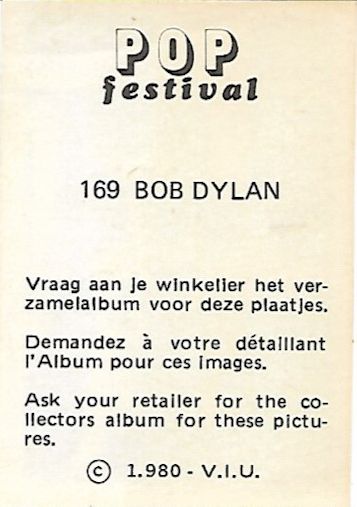 POP
festival
169 BOB DYLAN
Vraag aan je winkelier het ver-
zamelalbum voor deze plaatjes.
Demandez à votre détaillant
l'Album pour ces images.
Ask your retailer for the co-
llectors album for these pictu-
res.
© 1.980 - V.I.U.